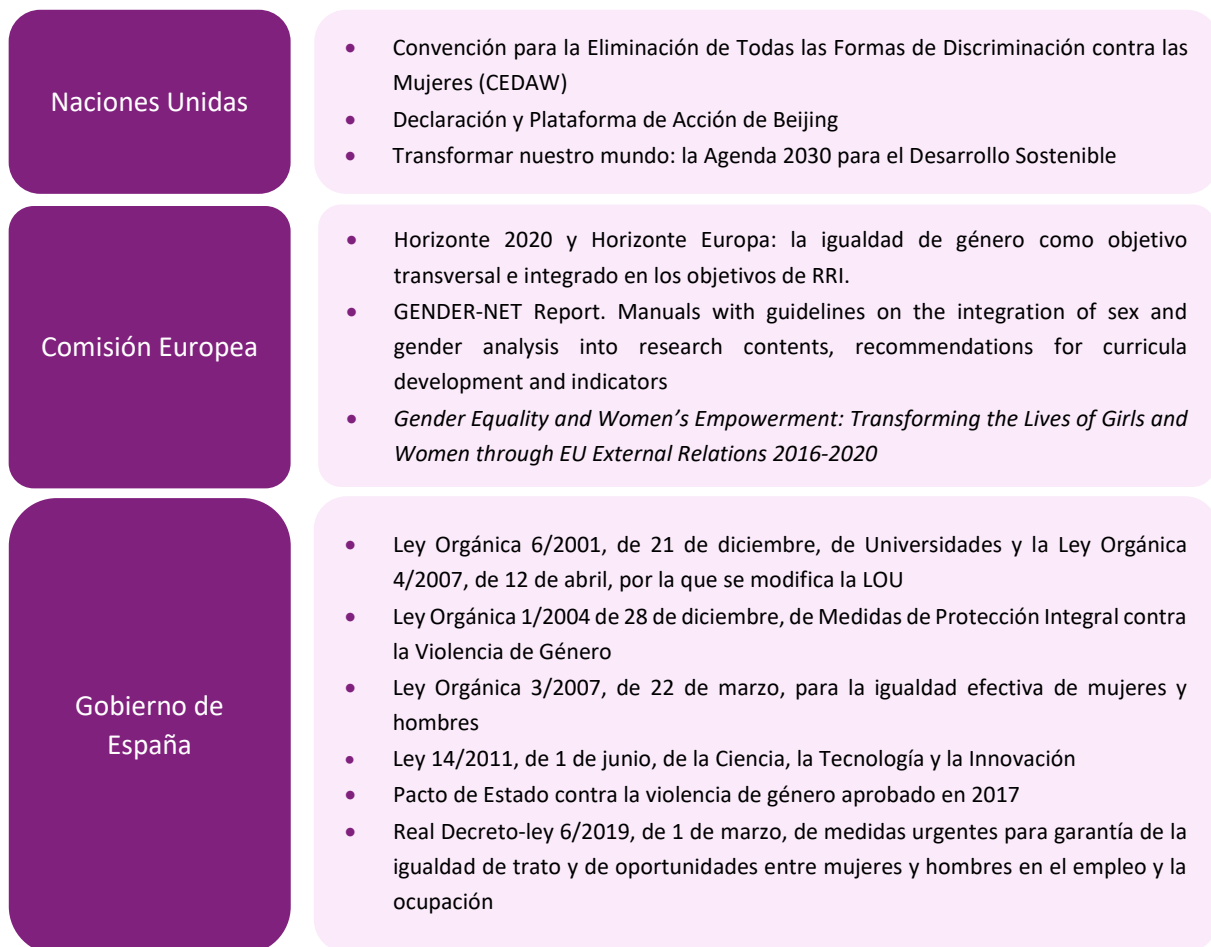 Naciones Unidas
• Convención para la Eliminación de Todas las Formas de Discriminación contra las
Mujeres (CEDAW)
• Declaración y Plataforma de Acción de Beijing
• Transformar nuestro mundo: la Agenda 2030 para el Desarrollo Sostenible
Comisión Europea
• Horizonte 2020 y Horizonte Europa: la igualdad de género como objetivo
transversal e integrado en los objetivos de RRI.
• GENDER-NET Report. Manuals with guidelines on the integration of sex and
gender analysis into research contents, recommendations for curricula
development and indicators
• Gender Equality and Women’s Empowerment: Transforming the Lives of Girls and
Women through EU External Relations 2016-2020
Gobierno de
España
• Ley Orgánica 6/2001, de 21 de diciembre, de Universidades y la Ley Orgánica
4/2007, de 12 de abril, por la que se modifica la LOU
• Ley Orgánica 1/2004 de 28 de diciembre, de Medidas de Protección Integral contra
la Violencia de Género
• Ley Orgánica 3/2007, de 22 de marzo, para la igualdad efectiva de mujeres y
hombres
• Ley 14/2011, de 1 de junio, de la Ciencia, la Tecnología y la Innovación
• Pacto de Estado contra la violencia de género aprobado en 2017
• Real Decreto-ley 6/2019, de 1 de marzo, de medidas urgentes para garantía de la
igualdad de trato y de oportunidades entre mujeres y hombres en el empleo y la
ocupación